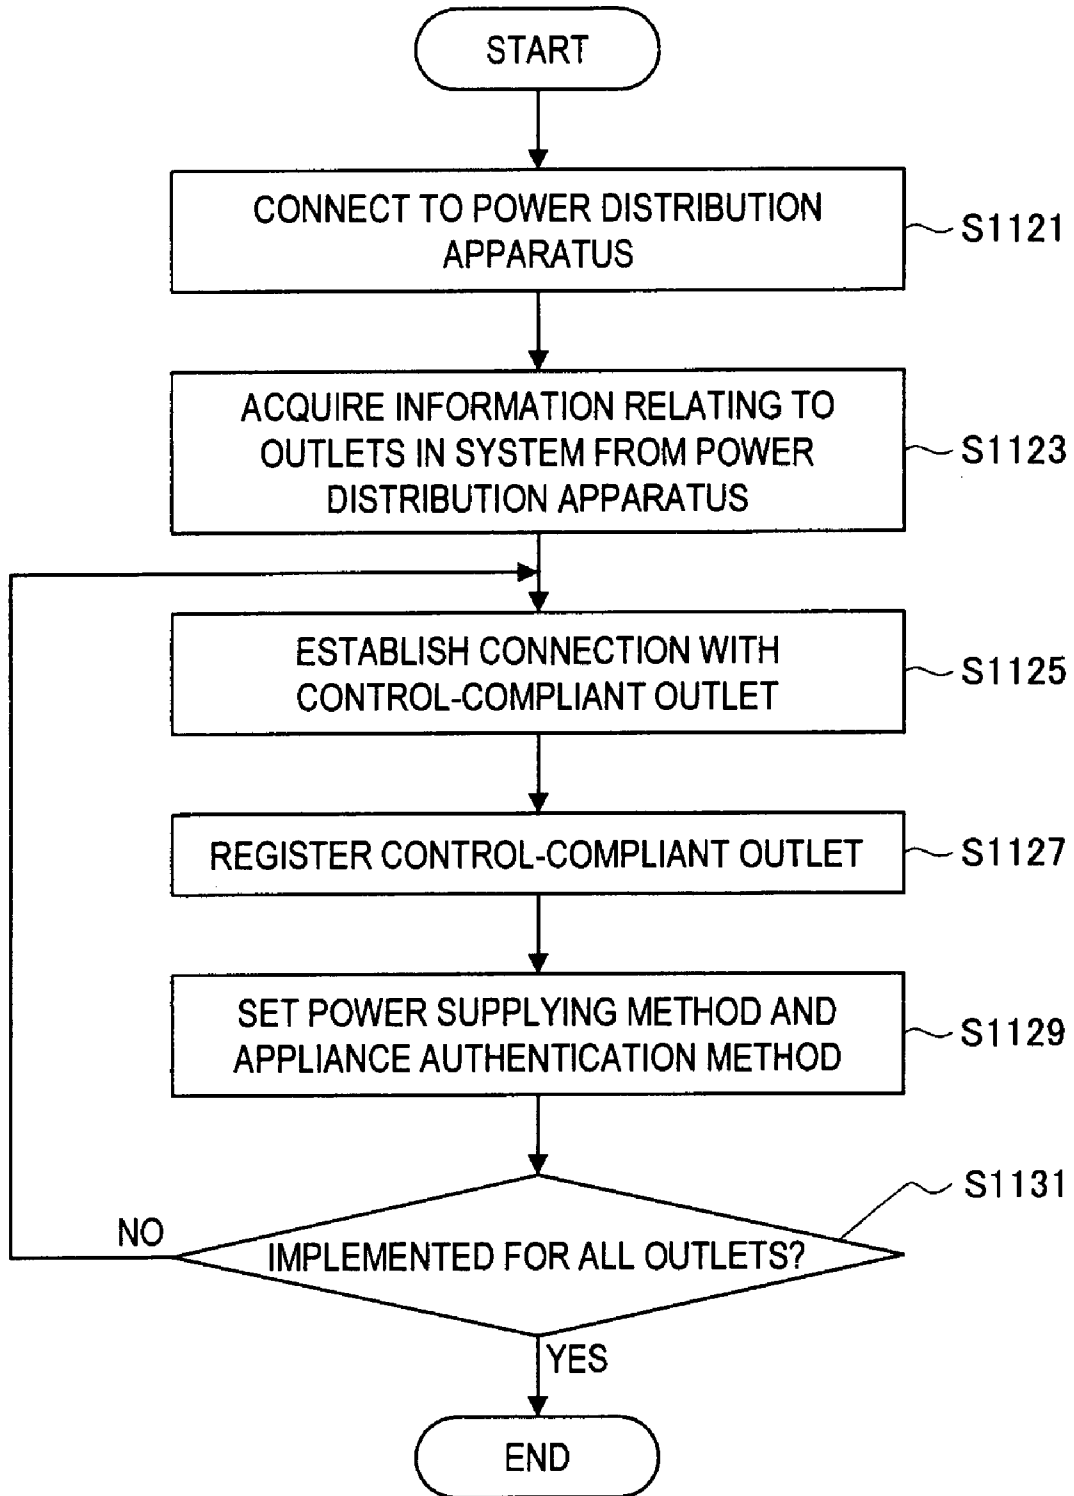 START
CONNECT TO POWER DISTRIBUTION
APPARATUS
S1121
ACQUIRE INFORMATION RELATING TO
OUTLETS IN SYSTEM FROM POWER
DISTRIBUTION APPARATUS
S1123
ESTABLISH CONNECTION WITH
CONTROL-COMPLIANT OUTLET
S1125
REGISTER CONTROL-COMPLIANT OUTLET
S1127
SET POWER SUPPLYING METHOD AND
APPLIANCE AUTHENTICATION METHOD
S1129
S1131
NO
IMPLEMENTED FOR ALL OUTLETS?
YES
END